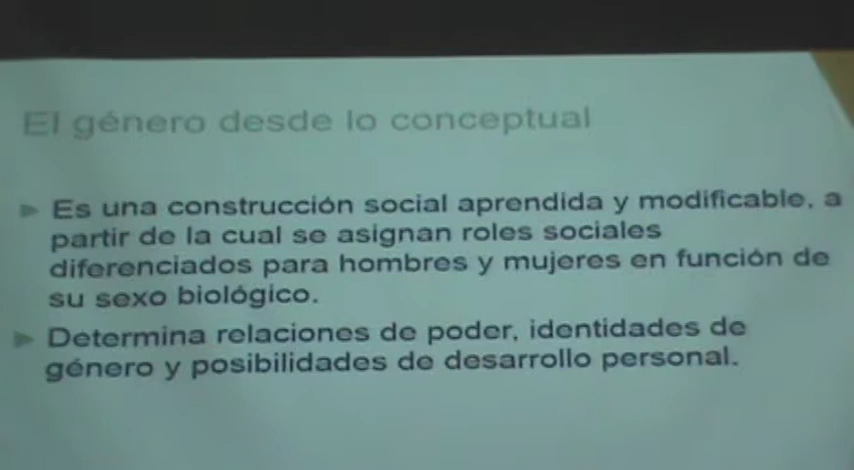 El género desde lo conceptual
Es una construcción social aprendida y modificable, a
partir de la cual se asignan roles sociales
diferenciados para hombres y mujeres en función de
su sexo biológico.
Determina relaciones de poder, identidades de
género y posibilidades de desarrollo personal.